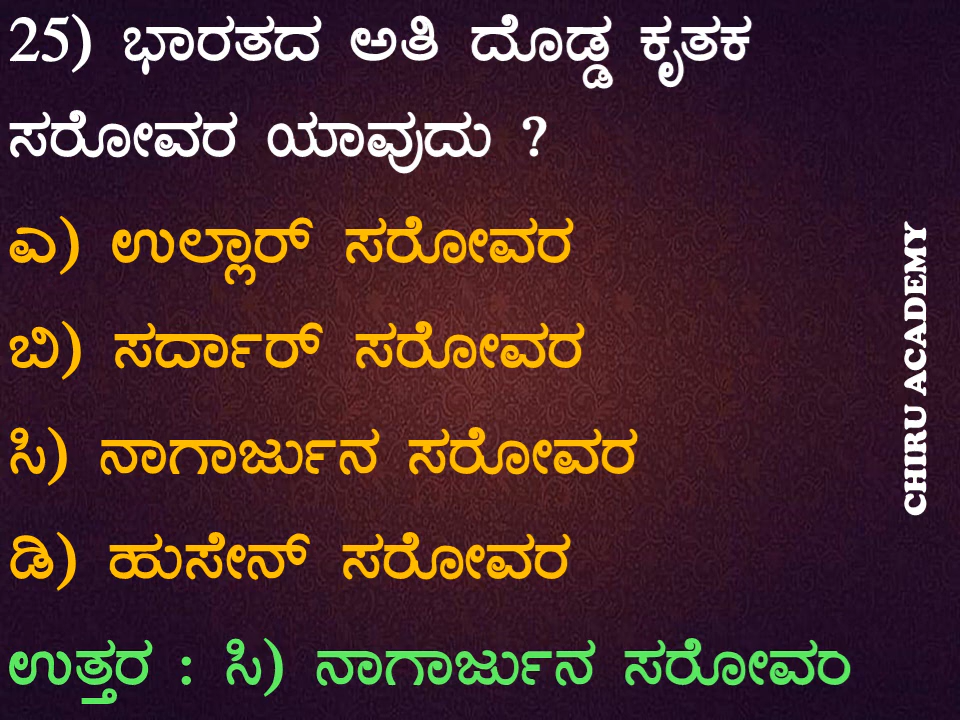 25) ಭಾರತದ ಅತಿ ದೊಡ್ಡ ಕೃತಕ
ಸರೋವರ ಯಾವುದು ?
ಎ) ಉಲ್ಲಾರ್ ಸರೋವರ
ಬಿ) ಸರ್ದಾರ್ ಸರೋವರ
ಸಿ) ನಾಗಾರ್ಜುನ ಸರೋವರ
ಡಿ) ಹುಸೇನ್ ಸರೋವರ
ಉತ್ತರ : ಸಿ) ನಾಗಾರ್ಜುನ ಸರೋವರ
CHIRU ACADEMY